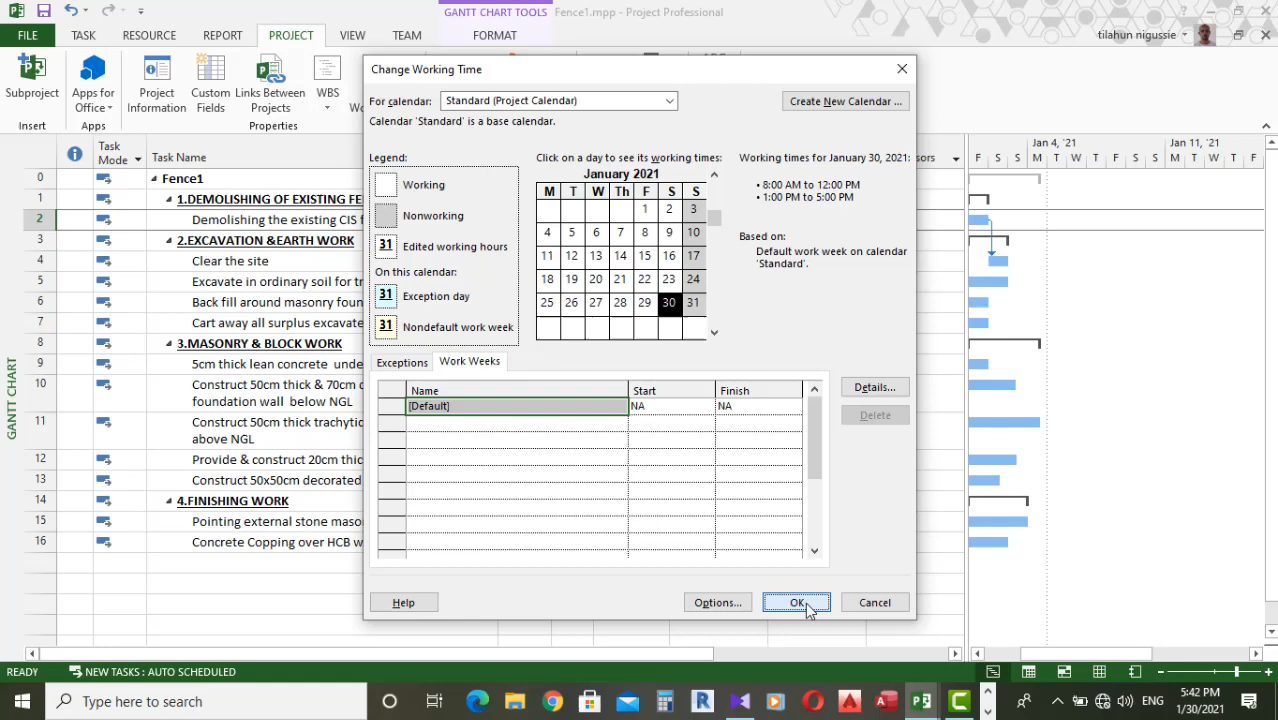 GANTT CHART TOOLS
Fence1.mpp - Project Professional
FILE TASK RESOURCE REPORT PROJECT VIEW TEAM FORMAT
tilahun nigussie
Subproject
Apps for Office
Project Information
Custom Fields
Links Between Projects
WBS
Insert Apps Properties
Task Mode
Task Name
Jan 4, '21 Jan 11, '21
F S S M T W T F S S M T W T F
0 Fence1
1 1.DEMOLISHING OF EXISTING FE
2 Demolishing the existing CIS f
3 2.EXCAVATION &EARTH WORK
4 Clear the site
5 Excavate in ordinary soil for t
6 Back fill around masonry foun
7 Cart away all surplus excavate
8 3.MASONRY & BLOCK WORK
9 5cm thick lean concrete unde
10 Construct 50cm thick & 70cm
foundation wall below NGL
11 Construct 50cm thick trachytic
above NGL
12 Provide & construct 20cm thic
13 Construct 50x50cm decorated
14 4.FINISHING WORK
15 Pointing external stone maso
16 Concrete Copping over HCB w
GANTT CHART
Change Working Time
For calendar: Standard (Project Calendar)
Create New Calendar ...
Calendar 'Standard' is a base calendar.
Legend:
Working
Nonworking
31 Edited working hours
On this calendar:
31 Exception day
31 Nondefault work week
Click on a day to see its working times:
January 2021
M T W Th F S S
1 2 3
4 5 6 7 8 9 10
11 12 13 14 15 16 17
18 19 20 21 22 23 24
25 26 27 28 29 30 31
Working times for January 30, 2021:
• 8:00 AM to 12:00 PM
• 1:00 PM to 5:00 PM
Based on:
Default work week on calendar
'Standard'.
Exceptions Work Weeks
Name Start Finish
[Default] NA NA
Details...
Delete
Help Options... OK Cancel
READY NEW TASKS : AUTO SCHEDULED
Type here to search
ENG
5:42 PM
1/30/2021